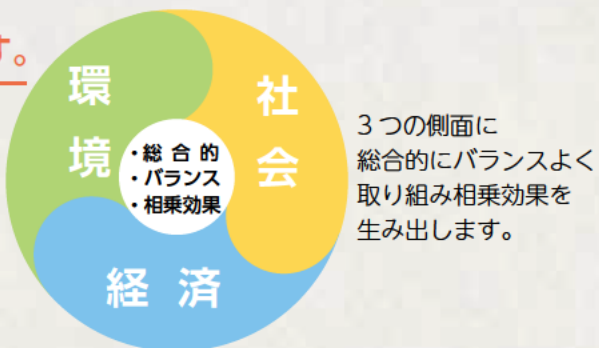 す。
環境
社会
・総合的
・バランス
・相乗効果
経済
3つの側面に
総合的にバランスよく
取り組み相乗効果を
生み出します。